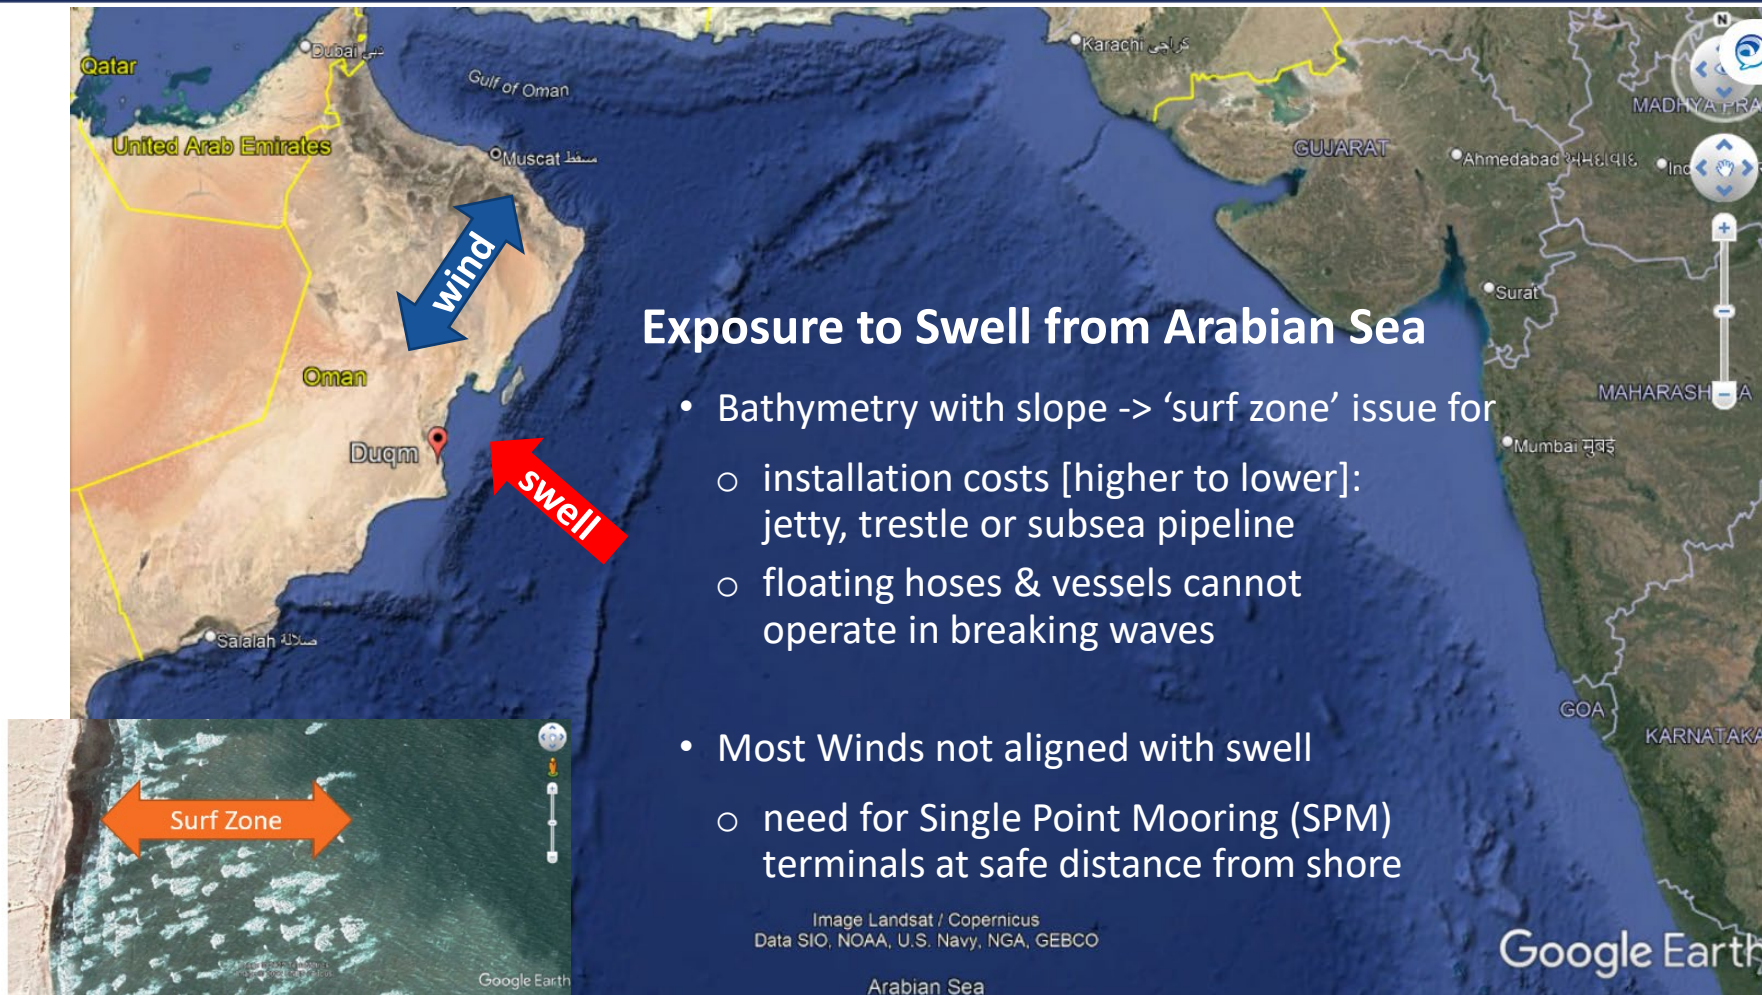 Qatar
Dubai دبي
Gulf of Oman
Karachi كراچى
N
MADHYA PRA
United Arab Emirates
Muscat مسقط
GUJARAT
Ahmedabad અમદાવાદ
Ind
wind
Surat
Exposure to Swell from Arabian Sea
Oman
• Bathymetry with slope -> ‘surf zone’ issue for
MAHARASH A
Duqm
Mumbai मुंबई
swell
o installation costs [higher to lower]:
jetty, trestle or subsea pipeline
o floating hoses & vessels cannot
operate in breaking waves
Salalah صلالة
GOA
KARNATAKA
• Most Winds not aligned with swell
Surf Zone
o need for Single Point Mooring (SPM)
terminals at safe distance from shore
Image Landsat / Copernicus
Data SIO, NOAA, U.S. Navy, NGA, GEBCO
Google Earth
Google Earth
Arabian Sea